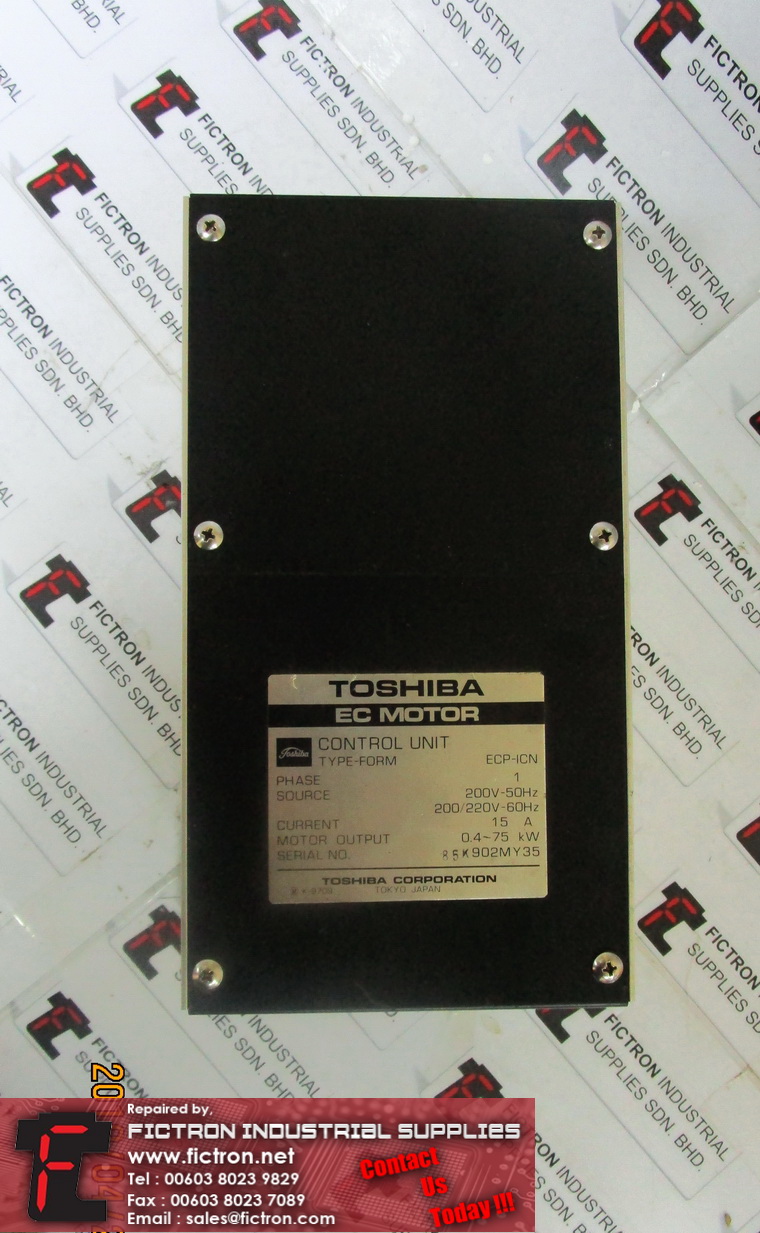 TOSHIBA
EC MOTOR
Toshiba
CONTROL UNIT
TYPE-FORM ECP-ICN
PHASE 1
SOURCE 200V-50Hz
200/220V-60Hz
CURRENT 15 A
MOTOR OUTPUT 0.4~75 kW
SERIAL NO. 85K902MY35
TOSHIBA CORPORATION
TOKYO JAPAN
FICTRON INDUSTRIAL
SUPPLIES SDN. BHD.
Repaired by,
FICTRON INDUSTRIAL SUPPLIES
www.fictron.net
Tel : 00603 8023 9829
Fax : 00603 8023 7089
Email : sales@fictron.com
Contact
Us
Today !!!